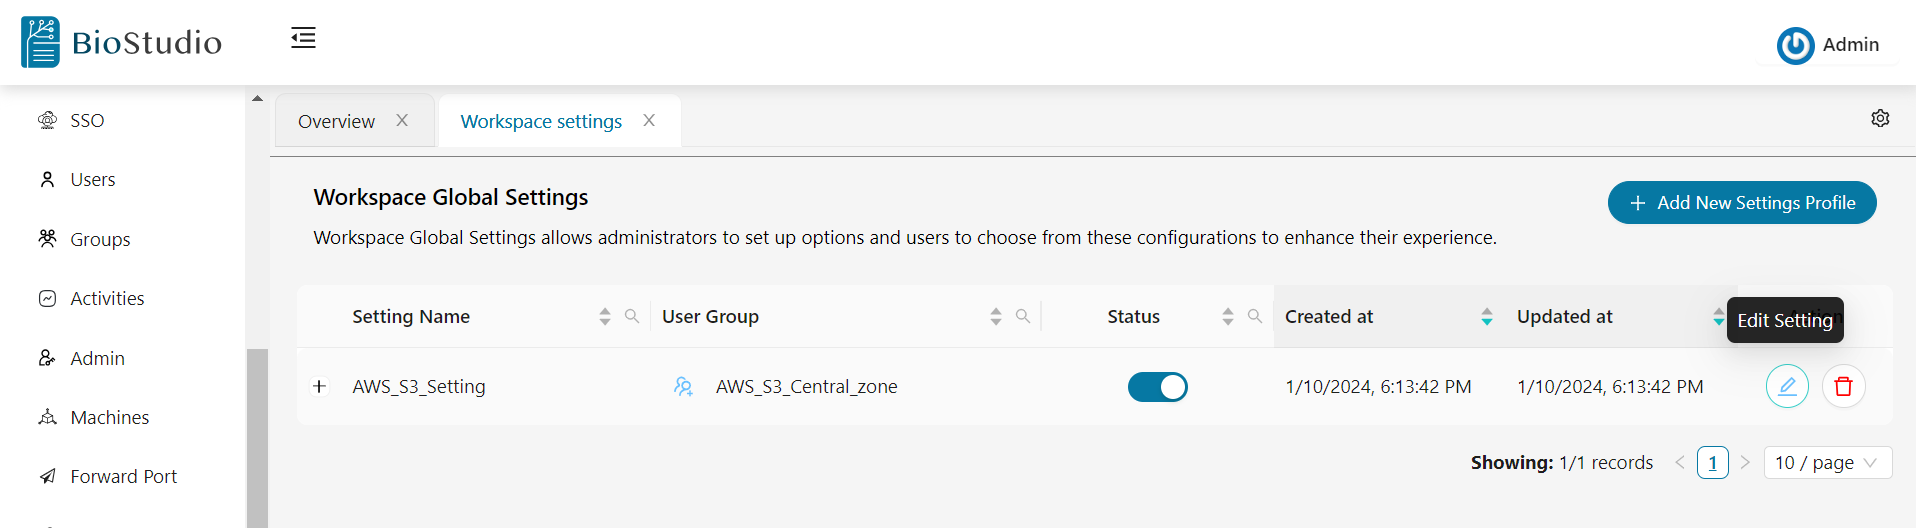 BioStudio
Admin
SSO
Users
Groups
Activities
Admin
Machines
Forward Port
Overview
Workspace settings
Workspace Global Settings
Add New Settings Profile
Workspace Global Settings allows administrators to set up options and users to choose from these configurations to enhance their experience.
Setting Name User Group Status Created at Updated at
Edit Setting
AWS_S3_Setting AWS_S3_Central_zone 1/10/2024, 6:13:42 PM 1/10/2024, 6:13:42 PM
Showing: 1/1 records 1 10 / page